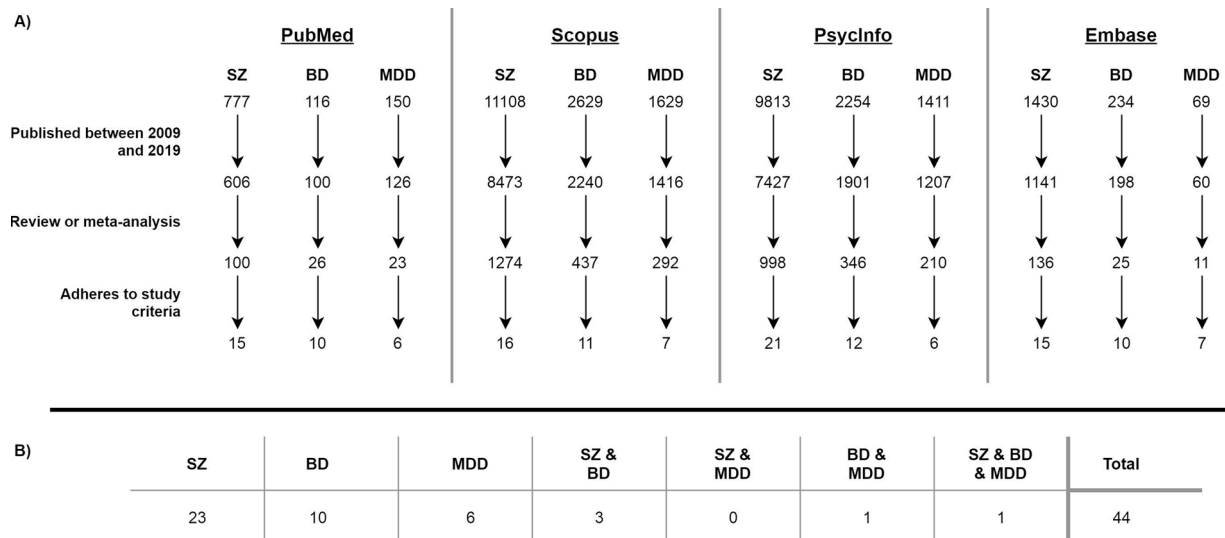 A)
PubMed Scopus PsycInfo Embase
SZ BD MDD SZ BD MDD SZ BD MDD SZ BD MDD
777 116 150 11108 2629 1629 9813 2254 1411 1430 234 69
Published between 2009
and 2019
606 100 126 8473 2240 1416 7427 1901 1207 1141 198 60
Review or meta-analysis
100 26 23 1274 437 292 998 346 210 136 25 11
Adheres to study
criteria
15 10 6 16 11 7 21 12 6 15 10 7
B)
SZ BD MDD SZ & BD SZ & MDD BD & MDD SZ & BD & MDD Total
23 10 6 3 0 1 1 44